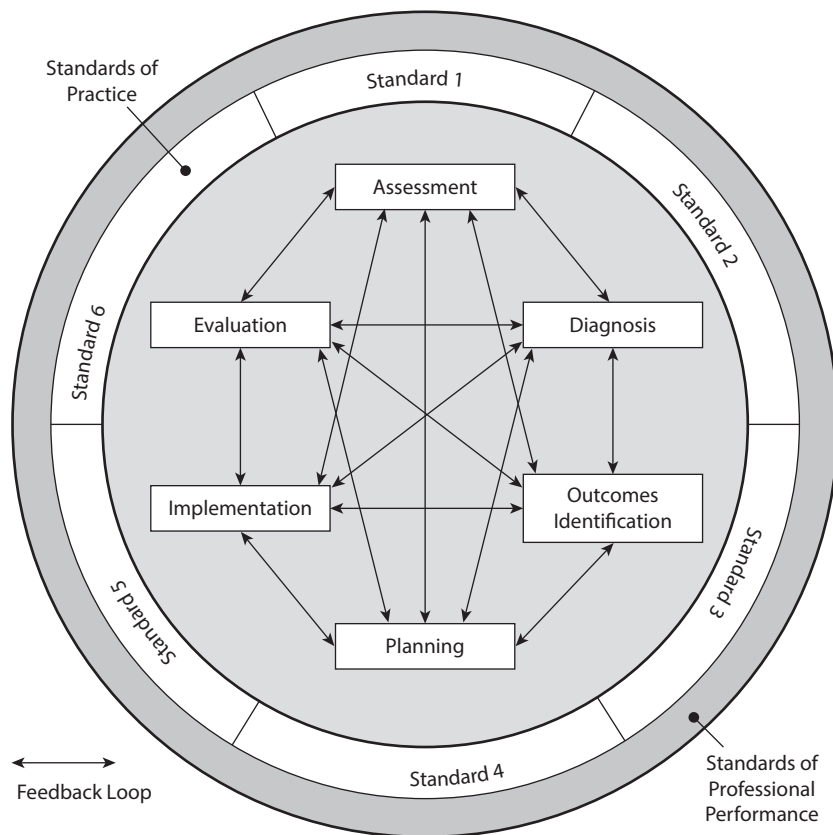 Standards of
Practice
Standard 1
Standard 2
Standard 3
Standard 4
Standard 5
Standard 6
Assessment
Evaluation
Diagnosis
Implementation
Outcomes
Identification
Planning
Feedback Loop
Standards of
Professional
Performance